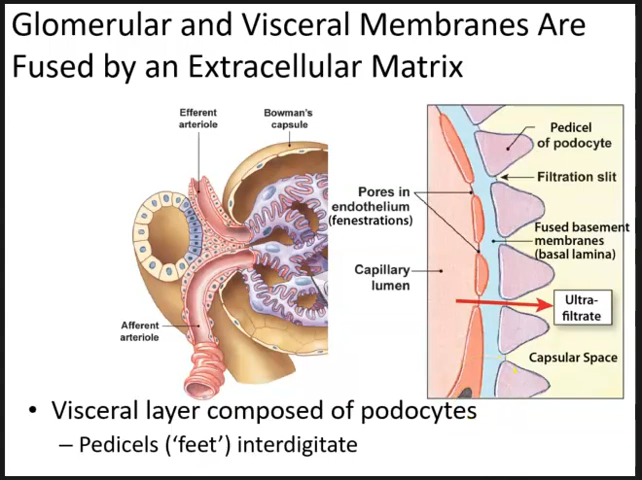 Glomerular and Visceral Membranes Are
Fused by an Extracellular Matrix
Efferent
arteriole
Bowman's
capsule
Afferent
arteriole
Pedicel
of podocyte
Filtration slit
Pores in
endothelium
(fenestrations)
Fused basement
membranes
(basal lamina)
Capillary
lumen
Ultra-
filtrate
Capsular Space
• Visceral layer composed of podocytes
– Pedicels (‘feet’) interdigitate